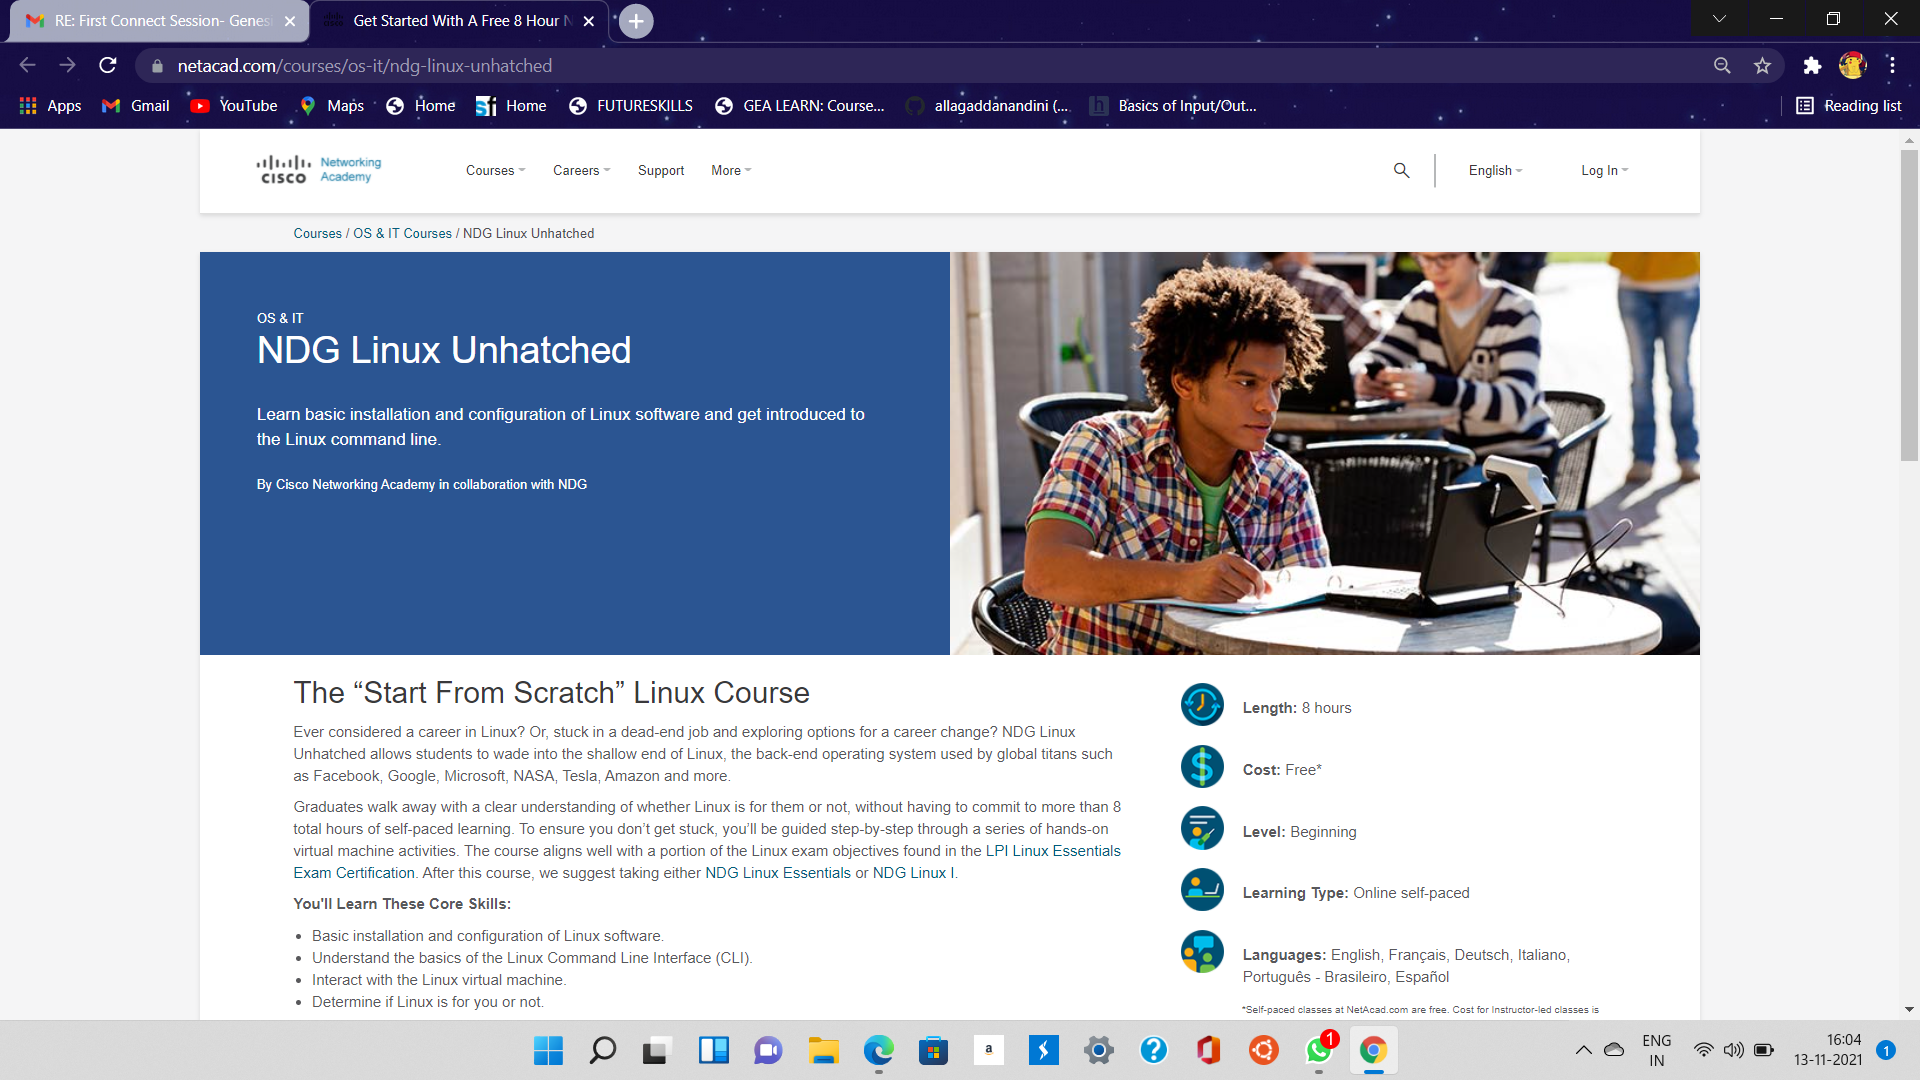 RE: First Connect Session- Genes
Get Started With A Free 8 Hour N
netacad.com/courses/os-it/ndg-linux-unhatched
Apps
Gmail
YouTube
Maps
Home
Home
FUTURESKILLS
GEA LEARN: Course...
allagaddanandini (...
Basics of Input/Out...
Reading list
cisco
Networking
Academy
Courses
Careers
Support
More
English
Log In
Courses / OS & IT Courses / NDG Linux Unhatched
OS & IT
NDG Linux Unhatched
Learn basic installation and configuration of Linux software and get introduced to
the Linux command line.
By Cisco Networking Academy in collaboration with NDG
The “Start From Scratch” Linux Course
Ever considered a career in Linux? Or, stuck in a dead-end job and exploring options for a career change? NDG Linux
Unhatched allows students to wade into the shallow end of Linux, the back-end operating system used by global titans such
as Facebook, Google, Microsoft, NASA, Tesla, Amazon and more.
Graduates walk away with a clear understanding of whether Linux is for them or not, without having to commit to more than 8
total hours of self-paced learning. To ensure you don’t get stuck, you’ll be guided step-by-step through a series of hands-on
virtual machine activities. The course aligns well with a portion of the Linux exam objectives found in the LPI Linux Essentials
Exam Certification. After this course, we suggest taking either NDG Linux Essentials or NDG Linux I.
You'll Learn These Core Skills:
• Basic installation and configuration of Linux software.
• Understand the basics of the Linux Command Line Interface (CLI).
• Interact with the Linux virtual machine.
• Determine if Linux is for you or not.
Length: 8 hours
Cost: Free*
Level: Beginning
Learning Type: Online self-paced
Languages: English, Français, Deutsch, Italiano,
Português - Brasileiro, Español
*Self-paced classes at NetAcad.com are free. Cost for Instructor-led classes is
a
1
ENG
IN
16:04
13-11-2021
1